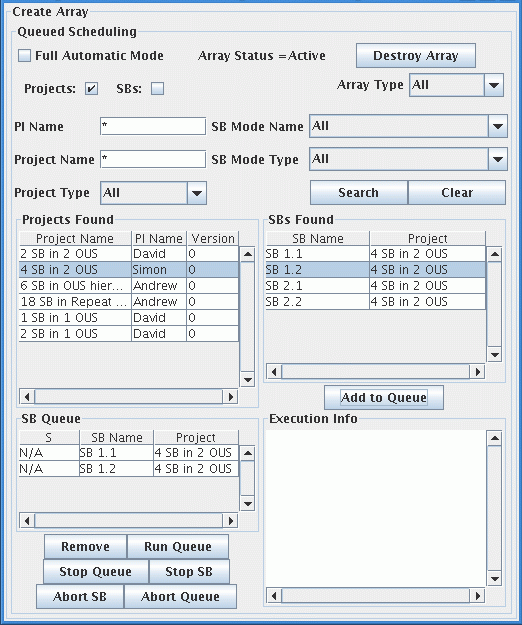 Create Array
Queued Scheduling
Full Automatic Mode Array Status =Active Destroy Array
Projects: SBs: Array Type All
PI Name * SB Mode Name All
Project Name * SB Mode Type All
Project Type All Search Clear
Projects Found SBs Found
Project Name PI Name Version SB Name Project
2 SB in 2 OUS David 0 SB 1.1 4 SB in 2 OUS
4 SB in 2 OUS Simon 0 SB 1.2 4 SB in 2 OUS
6 SB in OUS hier... Andrew 0 SB 2.1 4 SB in 2 OUS
18 SB in Repeat ... Andrew 0 SB 2.2 4 SB in 2 OUS
1 SB in 1 OUS David 0
2 SB in 1 OUS David 0
Add to Queue
SB Queue Execution Info
S SB Name Project
N/A SB 1.1 4 SB in 2 OUS
N/A SB 1.2 4 SB in 2 OUS
Remove Run Queue
Stop Queue Stop SB
Abort SB Abort Queue